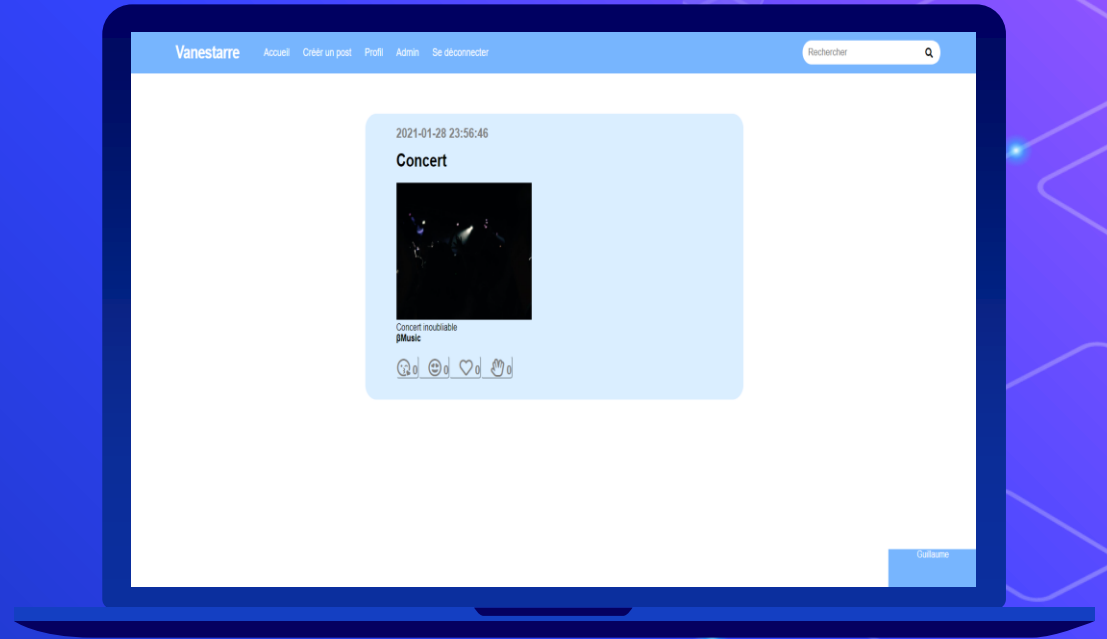 Vanestarre Accueil Créér un post Profil Admin Se déconnecter Rechercher
2021-01-28 23:56:46
Concert
Concert inoubliable
βMusic
0 0 0 0
Guillaume